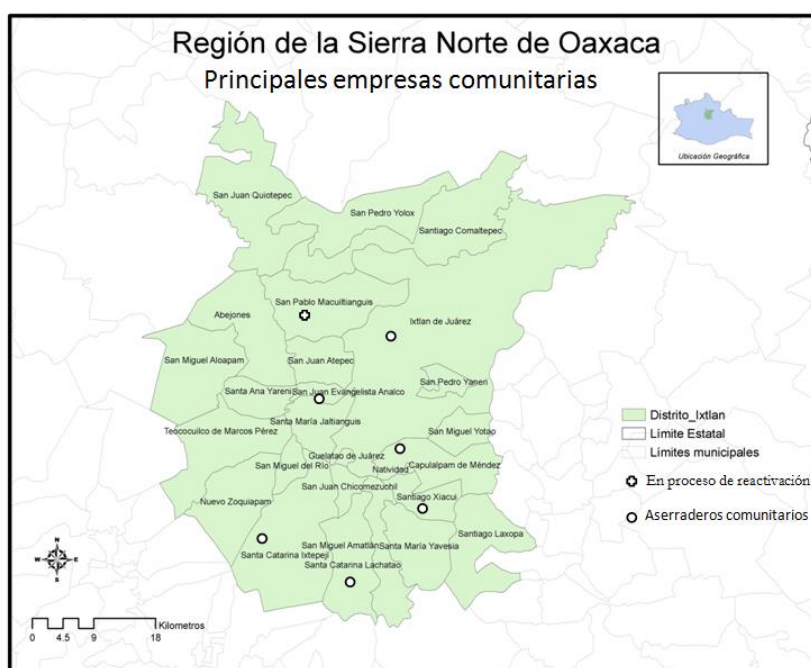 Región de la Sierra Norte de Oaxaca
Principales empresas comunitarias
Ubicación Geográfica
San Juan Quiotepec
San Pedro Yolox
Santiago Comaltepec
San Pablo Macuiltianguis
Abejones
Ixtlan de Juárez
San Miguel Aloapam
San Juan Atepec
San Pedro Yaneri
Santa Ana Yareni
San Juan Evangelista Analco
Santa María Jaltianguis
Teococuilco de Marcos Pérez
San Miguel Yotao
Guelatao de Juárez
San Miguel del Río
Natividad
Capulalpam de Méndez
San Juan Chicomezuchil
Nuevo Zoquiapam
Santiago Xiacui
San Miguel Amatlán
Santa María Yavesia
Santiago Laxopa
Santa Catarina Ixtepeji
Santa Catarina Lachatao
Distrito_Ixtlan
Límite Estatal
Límites municipales
En proceso de reactivación
Aserraderos comunitarios
N
W E
S
Kilometros
0 4.5 9 18